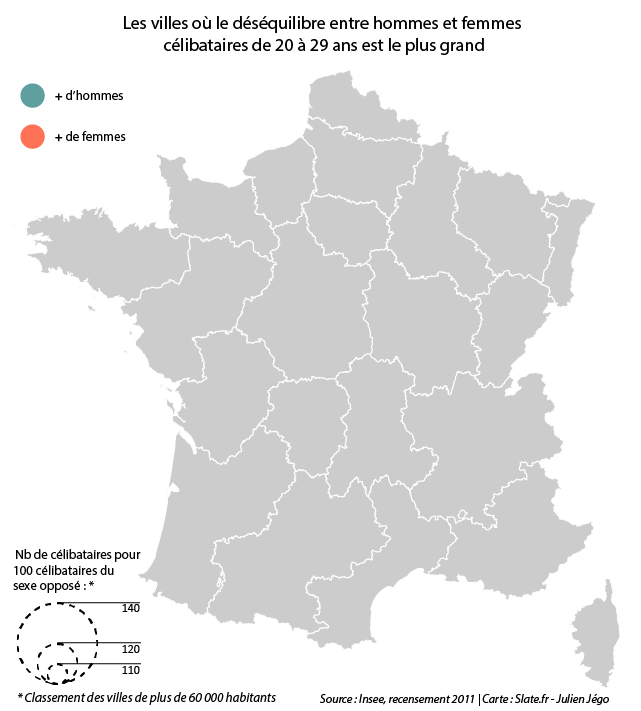 Les villes où le déséquilibre entre hommes et femmes
célibataires de 20 à 29 ans est le plus grand
+ d'hommes
+ de femmes
Nb de célibataires pour
100 célibataires du
sexe opposé : *
140
120
110
* Classement des villes de plus de 60 000 habitants
Source : Insee, recensement 2011 | Carte : Slate.fr - Julien Jégo